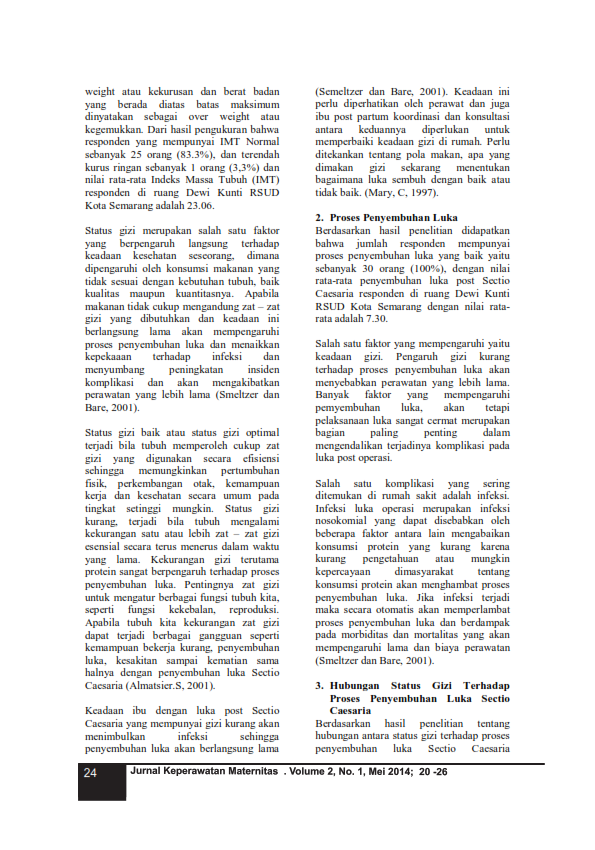 weight atau kekurusan dan berat badan
yang berada diatas batas maksimum
dinyatakan sebagai over weight atau
kegemukkan. Dari hasil pengukuran bahwa
responden yang mempunyai IMT Normal
sebanyak 25 orang (83.3%), dan terendah
kurus ringan sebanyak 1 orang (3,3%) dan
nilai rata-rata Indeks Massa Tubuh (IMT)
responden di ruang Dewi Kunti RSUD
Kota Semarang adalah 23.06.
Status gizi merupakan salah satu faktor
yang berpengaruh langsung terhadap
keadaan kesehatan seseorang, dimana
dipengaruhi oleh konsumsi makanan yang
tidak sesuai dengan kebutuhan tubuh, baik
kualitas maupun kuantitasnya. Apabila
makanan tidak cukup mengandung zat – zat
gizi yang dibutuhkan dan keadaan ini
berlangsung lama akan mempengaruhi
proses penyembuhan luka dan menaikkan
kepekaaan terhadap infeksi dan
menyumbang peningkatan insiden
komplikasi dan akan mengakibatkan
perawatan yang lebih lama (Smeltzer dan
Bare, 2001).
Status gizi baik atau status gizi optimal
terjadi bila tubuh memperoleh cukup zat
gizi yang digunakan secara efisiensi
sehingga memungkinkan pertumbuhan
fisik, perkembangan otak, kemampuan
kerja dan kesehatan secara umum pada
tingkat setinggi mungkin. Status gizi
kurang, terjadi bila tubuh mengalami
kekurangan satu atau lebih zat – zat gizi
esensial secara terus menerus dalam waktu
yang lama. Kekurangan gizi terutama
protein sangat berpengaruh terhadap proses
penyembuhan luka. Pentingnya zat gizi
untuk mengatur berbagai fungsi tubuh kita,
seperti fungsi kekebalan, reproduksi.
Apabila tubuh kita kekurangan zat gizi
dapat terjadi berbagai gangguan seperti
kemampuan bekerja kurang, penyembuhan
luka, kesakitan sampai kematian sama
halnya dengan penyembuhan luka Sectio
Caesaria (Almatsier.S, 2001).
Keadaan ibu dengan luka post Sectio
Caesaria yang mempunyai gizi kurang akan
menimbulkan infeksi sehingga
penyembuhan luka akan berlangsung lama
(Semeltzer dan Bare, 2001). Keadaan ini
perlu diperhatikan oleh perawat dan juga
ibu post partum koordinasi dan konsultasi
antara keduannya diperlukan untuk
memperbaiki keadaan gizi di rumah. Perlu
ditekankan tentang pola makan, apa yang
dimakan gizi sekarang menentukan
bagaimana luka sembuh dengan baik atau
tidak baik. (Mary, C, 1997).
2. Proses Penyembuhan Luka
Berdasarkan hasil penelitian didapatkan
bahwa jumlah responden mempunyai
proses penyembuhan luka yang baik yaitu
sebanyak 30 orang (100%), dengan nilai
rata-rata penyembuhan luka post Sectio
Caesaria responden di ruang Dewi Kunti
RSUD Kota Semarang dengan nilai rata-
rata adalah 7.30.
Salah satu faktor yang mempengaruhi yaitu
keadaan gizi. Pengaruh gizi kurang
terhadap proses penyembuhan luka akan
menyebabkan perawatan yang lebih lama.
Banyak faktor yang mempengaruhi
pemyembuhan luka, akan tetapi
pelaksanaan luka sangat cermat merupakan
bagian paling penting dalam
mengendalikan terjadinya komplikasi pada
luka post operasi.
Salah satu komplikasi yang sering
ditemukan di rumah sakit adalah infeksi.
Infeksi luka operasi merupakan infeksi
nosokomial yang dapat disebabkan oleh
beberapa faktor antara lain mengabaikan
konsumsi protein yang kurang karena
kurang pengetahuan atau mungkin
kepercayaan dimasyarakat tentang
konsumsi protein akan menghambat proses
penyembuhan luka. Jika infeksi terjadi
maka secara otomatis akan memperlambat
proses penyembuhan luka dan berdampak
pada morbiditas dan mortalitas yang akan
mempengaruhi lama dan biaya perawatan
(Smeltzer dan Bare, 2001).
3. Hubungan Status Gizi Terhadap
Proses Penyembuhan Luka Sectio
Caesaria
Berdasarkan hasil penelitian tentang
hubungan antara status gizi terhadap proses
penyembuhan luka Sectio Caesaria
24
Jurnal Keperawatan Maternitas . Volume 2, No. 1, Mei 2014; 20 -26